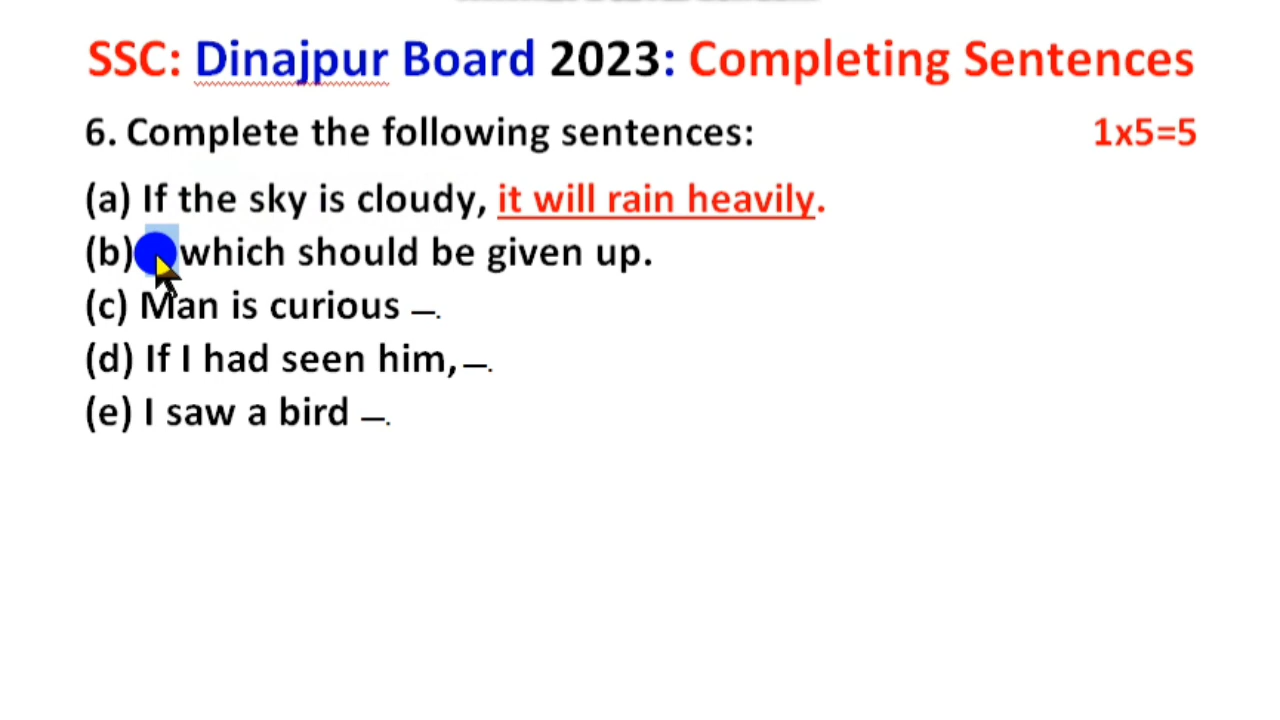 SSC: Dinajpur Board 2023: Completing Sentences
6. Complete the following sentences: 1x5=5
(a) If the sky is cloudy, it will rain heavily.
(b) which should be given up.
(c) Man is curious —.
(d) If I had seen him, —.
(e) I saw a bird —.